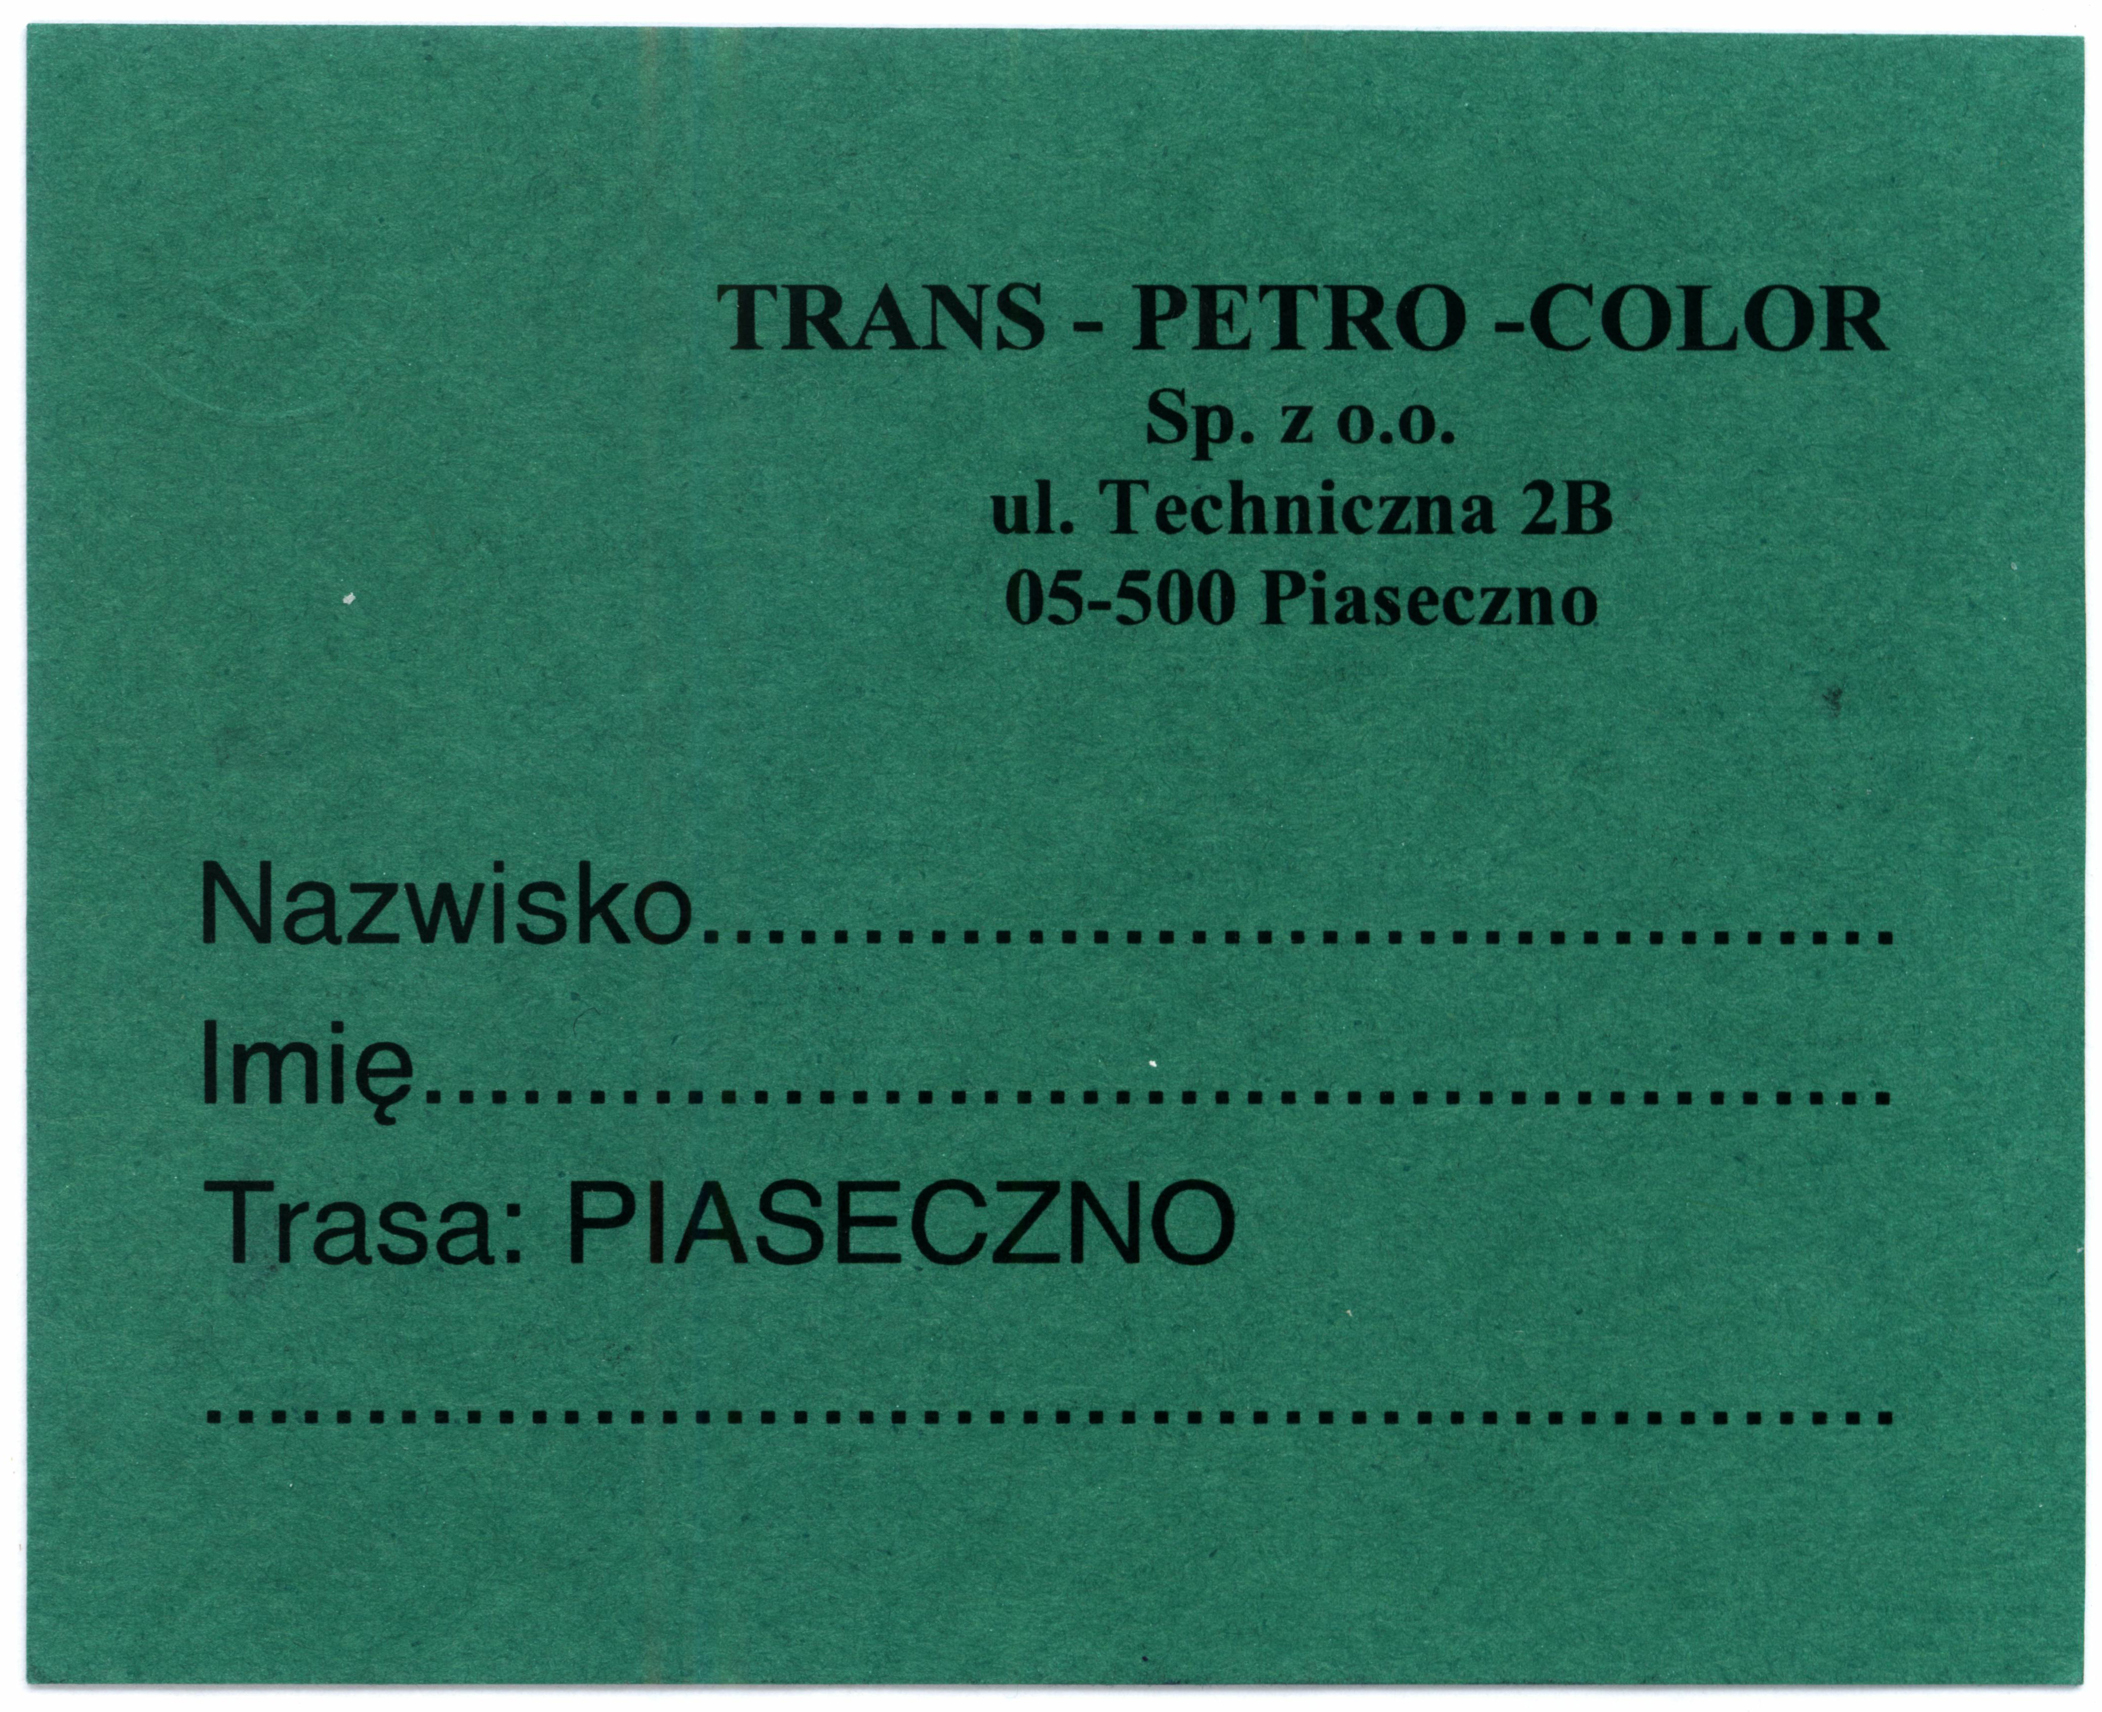 TRANS - PETRO -COLOR
Sp. z o.o.
ul. Techniczna 2B
05-500 Piaseczno
Nazwisko.....................................
Imię.............................................
Trasa: PIASECZNO
....................................................